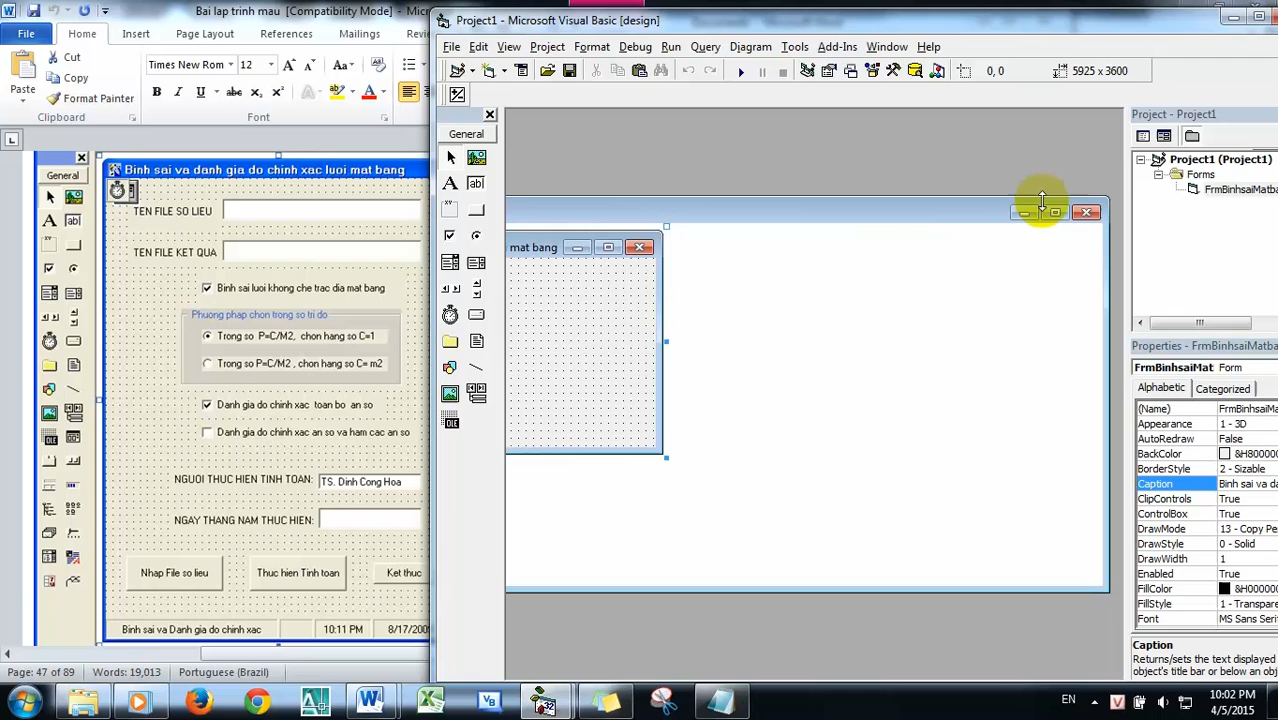 Bai lap trinh mau [Compatibility Mode] - Micros
File
Home
Insert
Page Layout
References
Mailings
Revi
Paste
Cut
Copy
Format Painter
Clipboard
Times New Rom
12
Font
General
Binh sai va danh gia do chinh xac luoi mat bang
TEN FILE SO LIEU
TEN FILE KET QUA
Binh sai luoi khong che trac dia mat bang
Phuong phap chon trong so tri do
Trong so P=C/M2, chon hang so C=1
Trong so P=C/M2 , chon hang so C= m2
Danh gia do chinh xac toan bo an so
Danh gia do chinh xac an so va ham cac an so
NGUOI THUC HIEN TINH TOAN:
TS. Dinh Cong Hoa
NGAY THANG NAM THUC HIEN:
Nhap File so lieu
Thuc hien Tinh toan
Ket thuc
Binh sai va Danh gia do chinh xac
10:11 PM
8/17/200
Page: 47 of 89
Words: 19,013
Portuguese (Brazil)
Project1 - Microsoft Visual Basic [design]
File
Edit
View
Project
Format
Debug
Run
Query
Diagram
Tools
Add-Ins
Window
Help
0, 0
5925 x 3600
General
mat bang
Project - Project1
Project1 (Project1)
Forms
FrmBinhsaiMatba
Properties - FrmBinhsaiMatb
FrmBinhsaiMat Form
Alphabetic
Categorized
(Name) FrmBinhsaiMa
Appearance 1 - 3D
AutoRedraw False
BackColor &H800000
BorderStyle 2 - Sizable
Caption Binh sai va da
ClipControls True
ControlBox True
DrawMode 13 - Copy Pe
DrawStyle 0 - Solid
DrawWidth 1
Enabled True
FillColor &H000000
FillStyle 1 - Transpare
Font MS Sans Serif
Caption
Returns/sets the text displayed
object's title bar or below an ob
EN
10:02 PM
4/5/2015